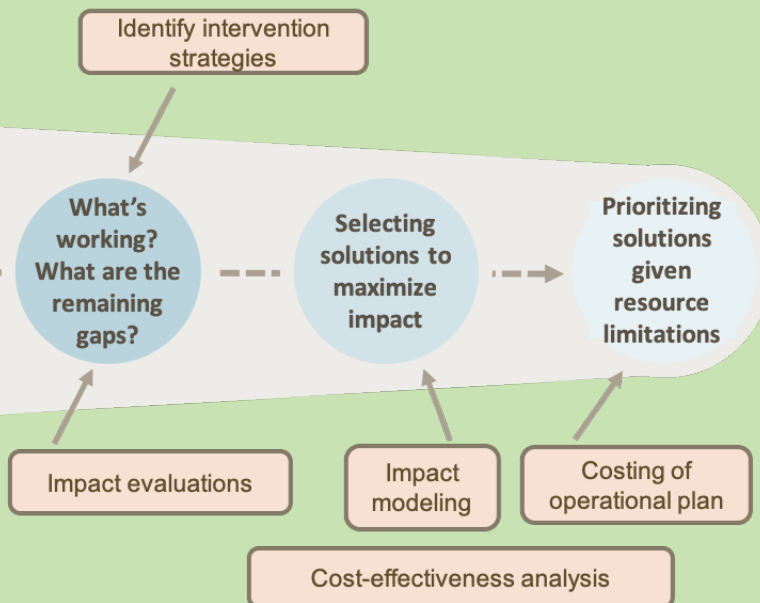 Identify intervention
strategies
What's
working?
What are the
remaining
gaps?
Selecting
solutions to
maximize
impact
Prioritizing
solutions
given
resource
limitations
Impact evaluations
Impact
modeling
Costing of
operational plan
Cost-effectiveness analysis